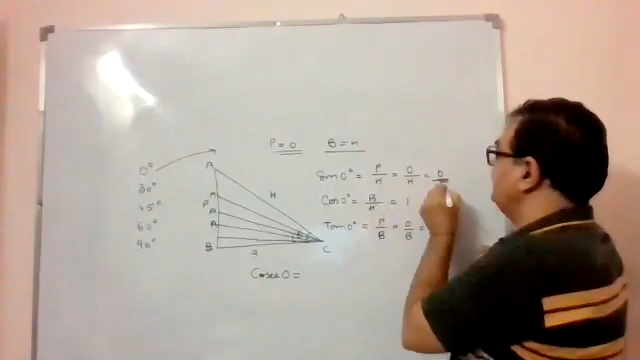 P = 0 B = H
0°
30°
45°
60°
90°
A
A
P A
A
B
B
C
H
Sin 0° = P/H = 0/H = 0
Cos 0° = B/H = 1
Tan 0° = P/B = 0/B =
Cosec 0 =